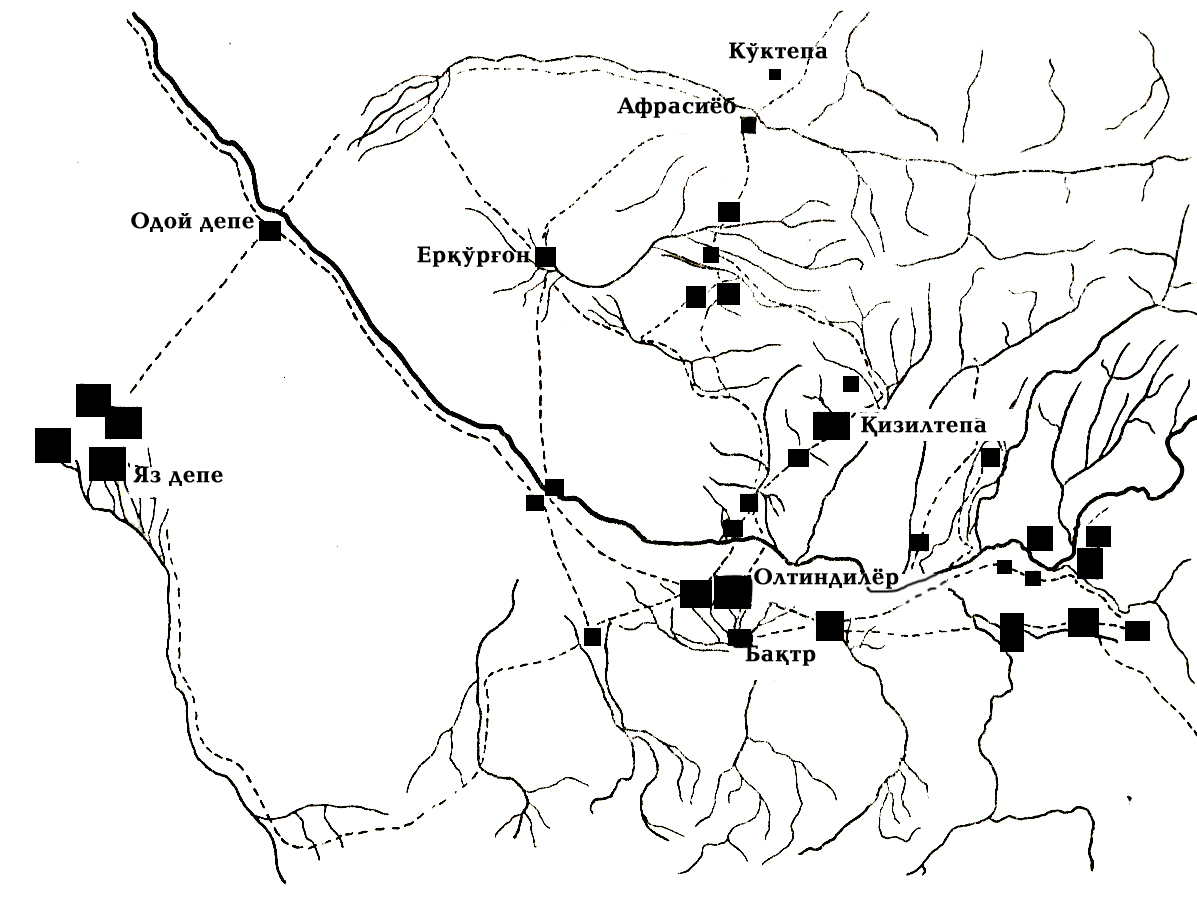 Кўктепа
Афрасиёб
Одой депе
Ерқўрғон
Қизилтепа
Яз депе
Олтиндилёр
Бақтр